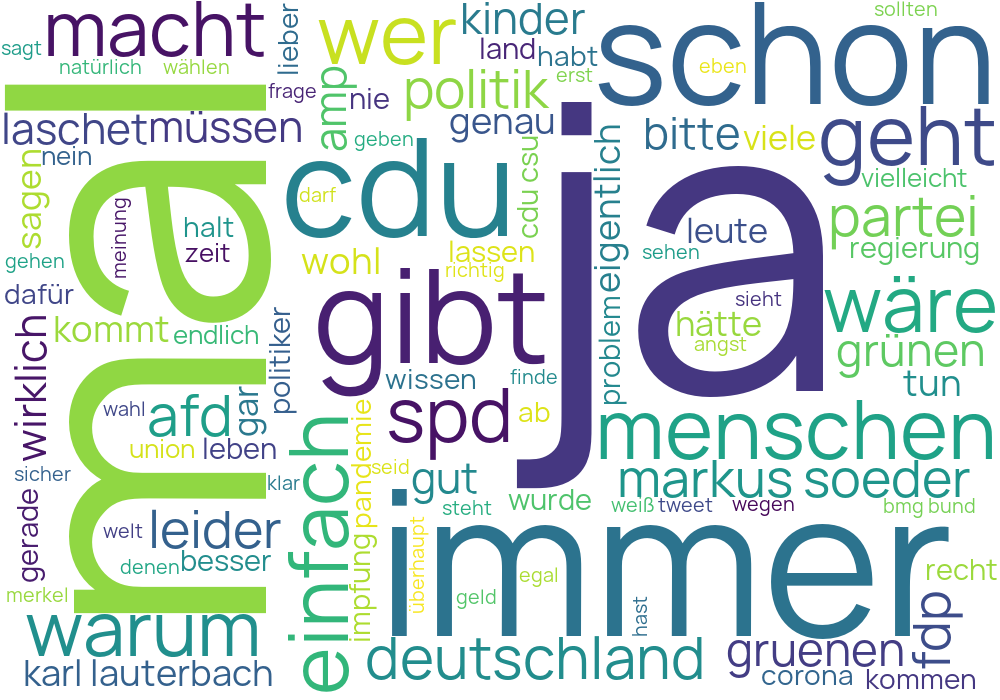 sagt
macht
natürlich
wählen
lieber
wer
kinder
land
habt
erst
schon
eben
sollten
frage
amp
nie
politik
genau
laschet
müssen
geben
bitte
viele
geht
nein
sagen
mal
meinung
halt
zeit
cdu
darf
cdu csu
ja
eigentlich
leute
sehen
vielleicht
partei
regierung
gehen
dafür
wohl
lassen
richtig
gibt
sieht
hätte
angst
wäre
grünen
kommt
endlich
politiker
problem
wirklich
wissen
finde
tun
wahl
afd
gar
spd
ab
menschen
union
leben
einfach
pandemie
seid
gut
markus soeder
sicher
klar
steht
wurde
weiß
tweet
wegen
bmg bund
gerade
welt
leider
denen
besser
impfung
überhaupt
immer
egal
geld
hast
recht
merkel
warum
karl lauterbach
deutschland
gruenen
fdp
corona
kommen